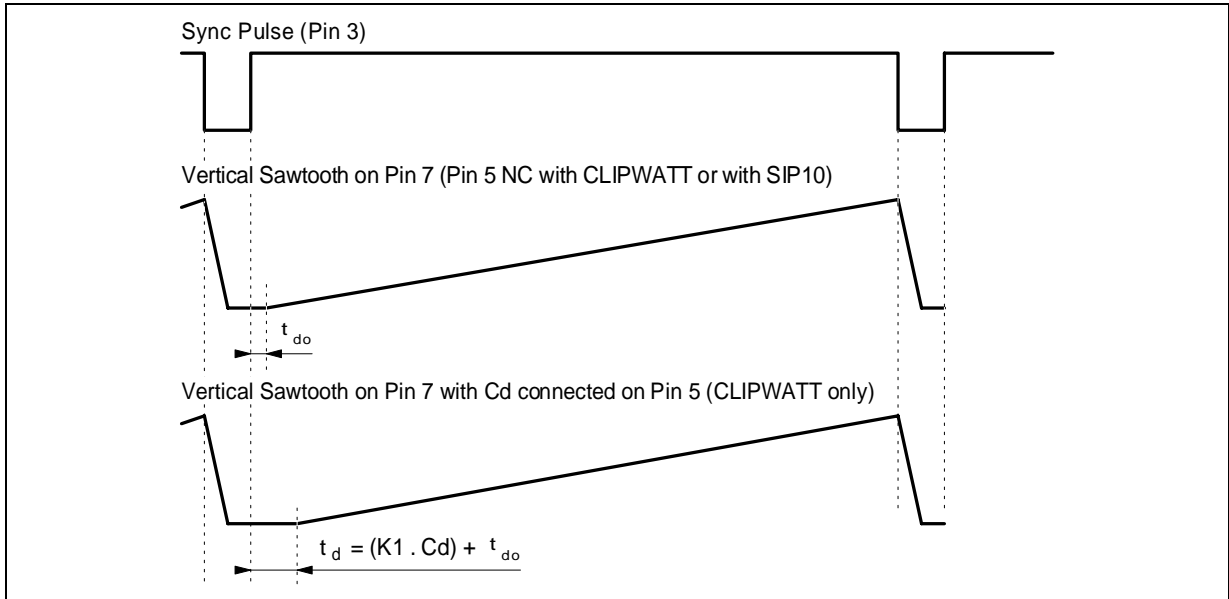 Sync Pulse (Pin 3)
Vertical Sawtooth on Pin 7 (Pin 5 NC with CLIPWATT or with SIP10)
t do
Vertical Sawtooth on Pin 7 with Cd connected on Pin 5 (CLIPWATT only)
t d = (K1 . Cd) + t do